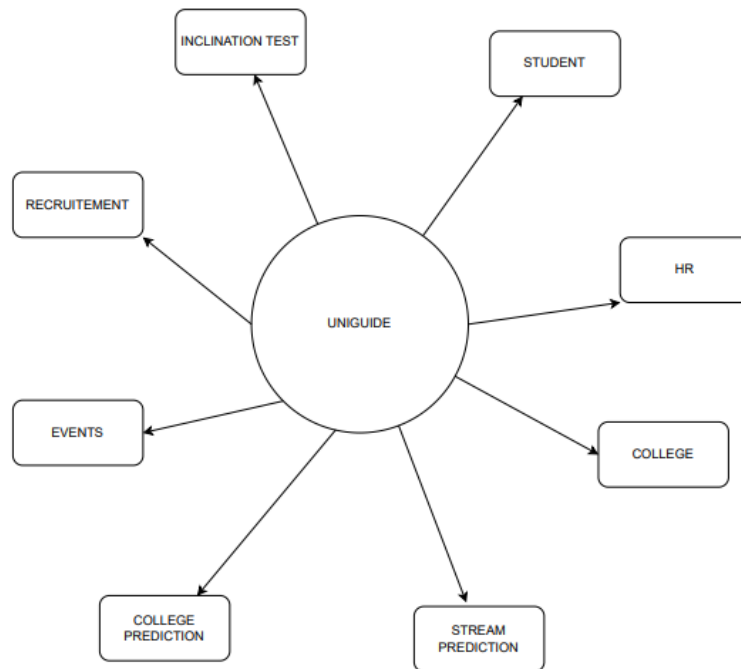 INCLINATION TEST
STUDENT
RECRUITEMENT
HR
UNIGUIDE
EVENTS
COLLEGE
COLLEGE
PREDICTION
STREAM
PREDICTION